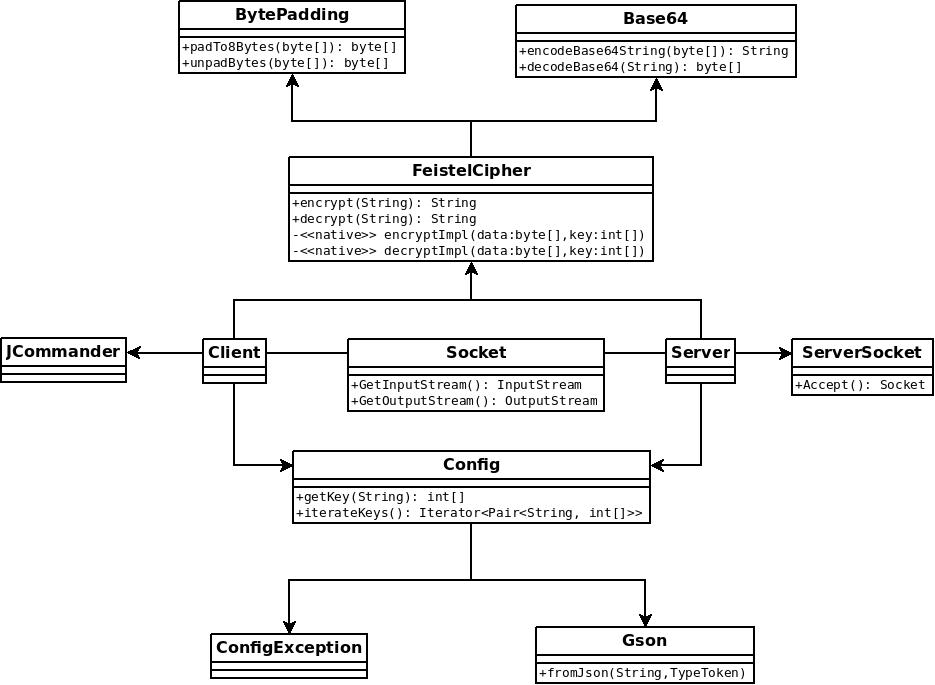 BytePadding
+padTo8Bytes(byte[]): byte[]
+unpadBytes(byte[]): byte[]
Base64
+encodeBase64String(byte[]): String
+decodeBase64(String): byte[]
FeistelCipher
+encrypt(String): String
+decrypt(String): String
-<<native>> encryptImpl(data:byte[],key:int[])
-<<native>> decryptImpl(data:byte[],key:int[])
JCommander
Client
Socket
+GetInputStream(): InputStream
+GetOutputStream(): OutputStream
Server
ServerSocket
+Accept(): Socket
Config
+getKey(String): int[]
+iterateKeys(): Iterator<Pair<String, int[]>>
ConfigException
Gson
+fromJson(String,TypeToken)